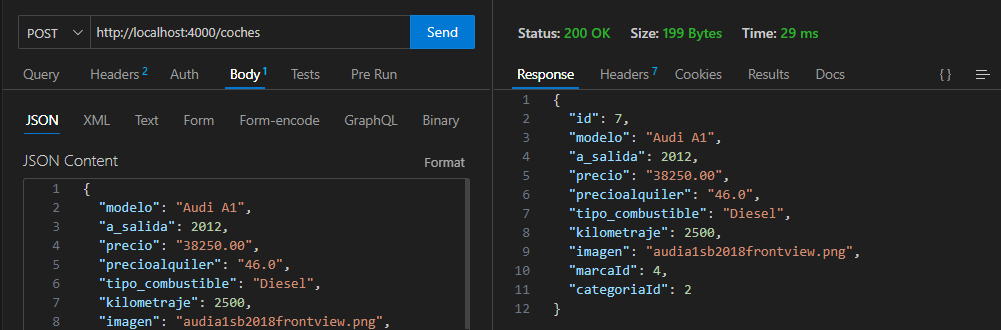 POST http://localhost:4000/coches Send
Query Headers 2 Auth Body 1 Tests Pre Run
JSON XML Text Form Form-encode GraphQL Binary
JSON Content Format
1 {
2 "modelo": "Audi A1",
3 "a_salida": 2012,
4 "precio": "38250.00",
5 "precioalquiler": "46.0",
6 "tipo_combustible": "Diesel",
7 "kilometraje": 2500,
8 "imagen": "audia1sb2018frontview.png",
Status: 200 OK Size: 199 Bytes Time: 29 ms
Response Headers 7 Cookies Results Docs { }
1 {
2 "id": 7,
3 "modelo": "Audi A1",
4 "a_salida": 2012,
5 "precio": "38250.00",
6 "precioalquiler": "46.0",
7 "tipo_combustible": "Diesel",
8 "kilometraje": 2500,
9 "imagen": "audia1sb2018frontview.png",
10 "marcaId": 4,
11 "categoriaId": 2
12 }